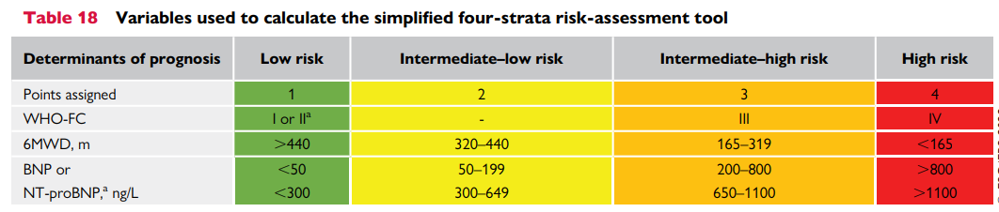 Table 18 Variables used to calculate the simplified four-strata risk-assessment tool
Determinants of prognosis Low risk Intermediate–low risk Intermediate–high risk High risk
Points assigned 1 2 3 4
WHO-FC I or IIᵃ - III IV
6MWD, m >440 320–440 165–319 <165
BNP or <50 50–199 200–800 >800
NT-proBNP,ᵃ ng/L <300 300–649 650–1100 >1100